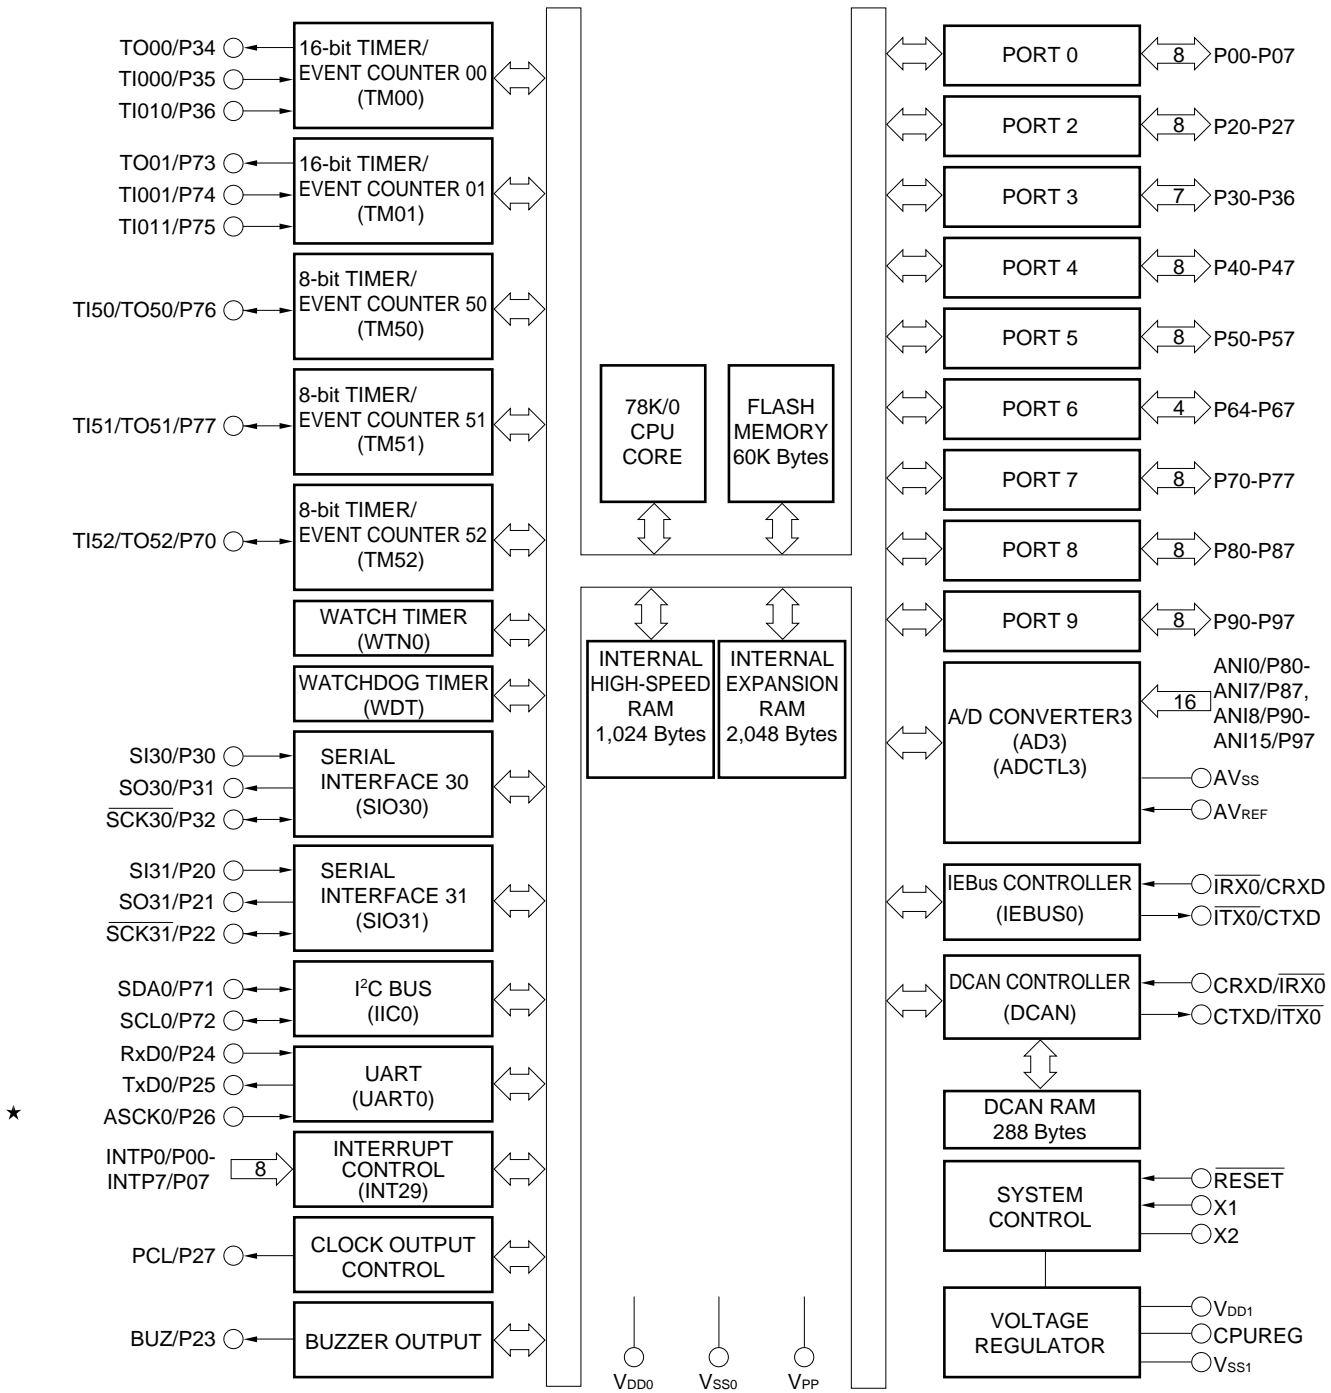 TO00/P34
TI000/P35
TI010/P36
16-bit TIMER/
EVENT COUNTER 00
(TM00)
TO01/P73
TI001/P74
TI011/P75
16-bit TIMER/
EVENT COUNTER 01
(TM01)
TI50/TO50/P76
8-bit TIMER/
EVENT COUNTER 50
(TM50)
TI51/TO51/P77
8-bit TIMER/
EVENT COUNTER 51
(TM51)
TI52/TO52/P70
8-bit TIMER/
EVENT COUNTER 52
(TM52)
WATCH TIMER
(WTN0)
WATCHDOG TIMER
(WDT)
SI30/P30
SO30/P31
SCK30/P32
SERIAL
INTERFACE 30
(SIO30)
SI31/P20
SO31/P21
SCK31/P22
SERIAL
INTERFACE 31
(SIO31)
SDA0/P71
SCL0/P72
I²C BUS
(IIC0)
RxD0/P24
TxD0/P25
★ ASCK0/P26
UART
(UART0)
INTP0/P00-
INTP7/P07
8
INTERRUPT
CONTROL
(INT29)
PCL/P27
CLOCK OUTPUT
CONTROL
BUZ/P23
BUZZER OUTPUT
78K/0
CPU
CORE
FLASH
MEMORY
60K Bytes
INTERNAL
HIGH-SPEED
RAM
1,024 Bytes
INTERNAL
EXPANSION
RAM
2,048 Bytes
VDD0
VSS0
VPP
PORT 0
8
P00-P07
PORT 2
8
P20-P27
PORT 3
7
P30-P36
PORT 4
8
P40-P47
PORT 5
8
P50-P57
PORT 6
4
P64-P67
PORT 7
8
P70-P77
PORT 8
8
P80-P87
PORT 9
8
P90-P97
A/D CONVERTER3
(AD3)
(ADCTL3)
16
ANI0/P80-
ANI7/P87,
ANI8/P90-
ANI15/P97
AVSS
AVREF
IEBus CONTROLLER
(IEBUS0)
IRX0/CRXD
ITX0/CTXD
DCAN CONTROLLER
(DCAN)
CRXD/IRX0
CTXD/ITX0
DCAN RAM
288 Bytes
SYSTEM
CONTROL
RESET
X1
X2
VOLTAGE
REGULATOR
VDD1
CPUREG
VSS1